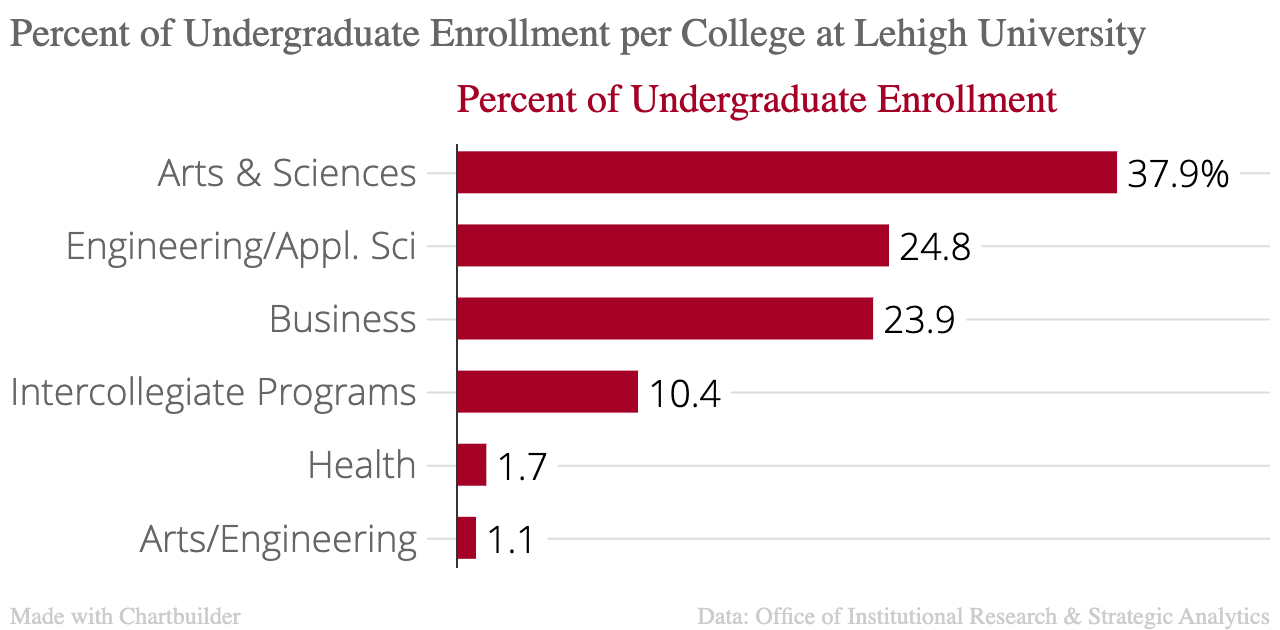 Percent of Undergraduate Enrollment per College at Lehigh University
Percent of Undergraduate Enrollment
Arts & Sciences 37.9%
Engineering/Appl. Sci 24.8
Business 23.9
Intercollegiate Programs 10.4
Health 1.7
Arts/Engineering 1.1
Made with Chartbuilder Data: Office of Institutional Research & Strategic Analytics